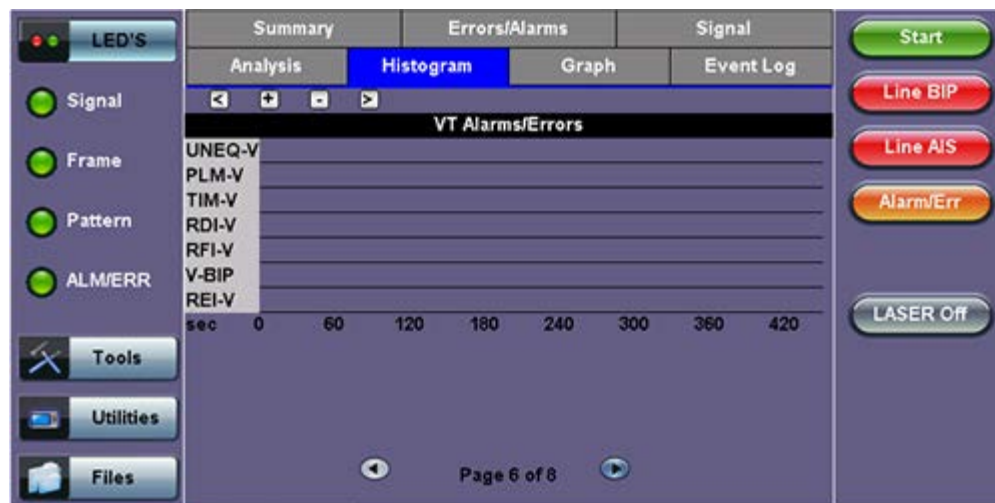 LED'S
Signal
Frame
Pattern
ALM/ERR
Tools
Utilities
Files
Summary Errors/Alarms Signal
Analysis Histogram Graph Event Log
< + - >
VT Alarms/Errors
UNEQ-V
PLM-V
TIM-V
RDI-V
RFI-V
V-BIP
REI-V
sec 0 60 120 180 240 300 360 420
Page 6 of 8
Start
Line BIP
Line AIS
Alarm/Err
LASER Off